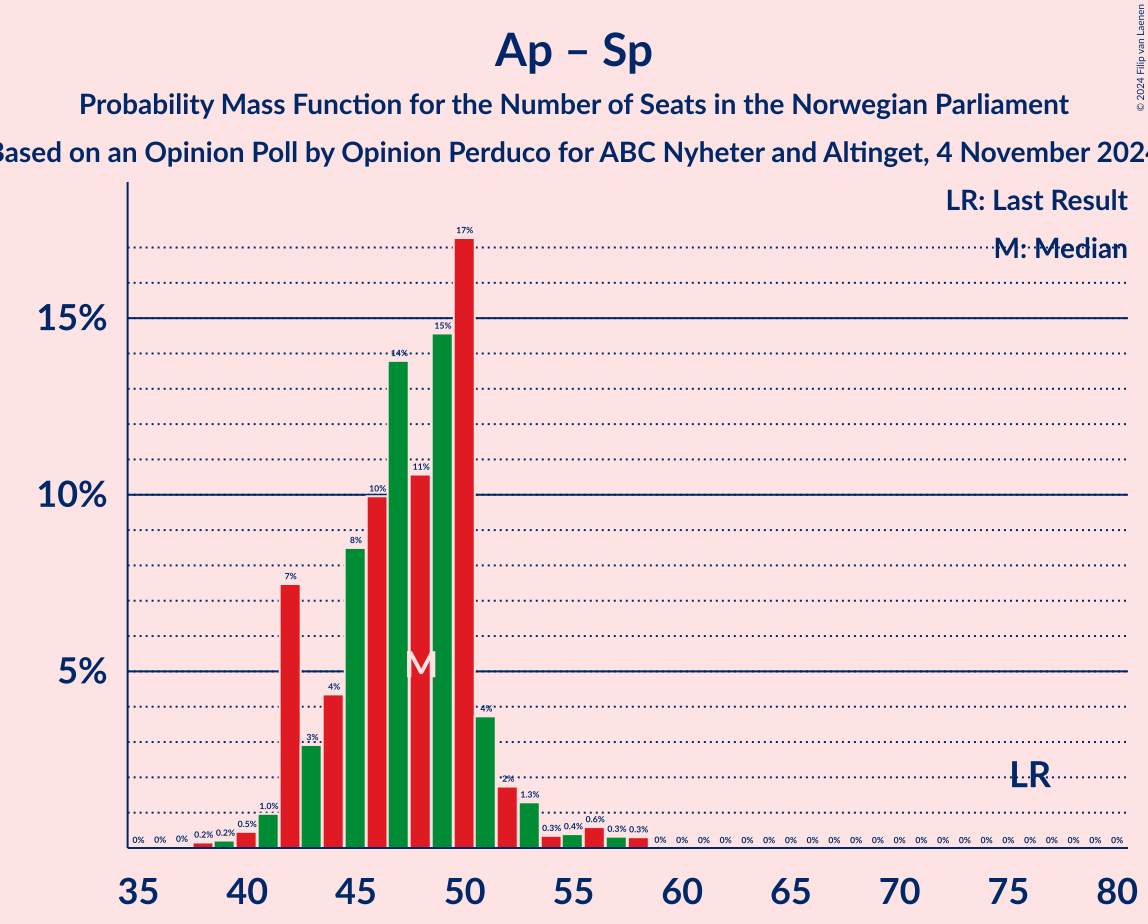 Ap – Sp
Probability Mass Function for the Number of Seats in the Norwegian Parliament
Based on an Opinion Poll by Opinion Perduco for ABC Nyheter and Altinget, 4 November 2024
© 2024 Filip van Laenen
LR: Last Result
M: Median
15%
10%
5%
0% 0% 0% 0.2% 0.2% 0.5% 1.0% 7% 3% 4% 8% 10% 14% 11% 15% 17% 4% 2% 1.3% 0.3% 0.4% 0.6% 0.3% 0.3% 0% 0% 0% 0% 0% 0% 0% 0% 0% 0% 0% 0% 0% 0% 0% 0% 0% 0% 0% 0% 0% 0%
M
LR
35 40 45 50 55 60 65 70 75 80